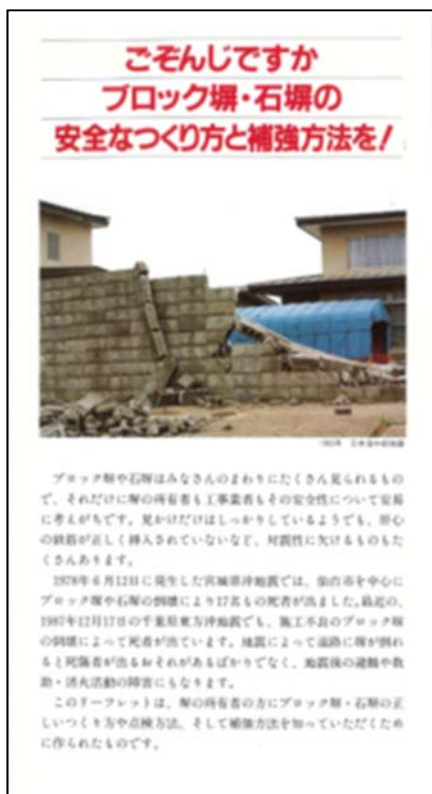 ごぞんじですか
ブロック塀・石塀の
安全なつくり方と補強方法を!
1983年 日本海中部地震
ブロック塀や石塀はみなさんのまわりにたくさん見られるもの
で、それだけに塀の所有者も工事業者もその安全性について安易
に考えがちです。見かけだけはしっかりしているようでも、肝心
の鉄筋が正しく挿入されていないなど、耐震性に欠けるものもた
くさんあります。
1978年6月12日に発生した宮城県沖地震では、仙台市を中心に
ブロック塀や石塀の倒壊により17名もの死者が出ました。最近の、
1987年12月17日の千葉県東方沖地震でも、施工不良のブロック塀
の倒壊によって死者が出ています。地震によって道路に塀が倒れ
ると死傷者が出るおそれがあるばかりでなく、地震後の避難や救
助・消火活動の障害にもなります。
このリーフレットは、塀の所有者の方にブロック塀・石塀の正
しいつくり方や点検方法、そして補強方法を知っていただくため
に作られたものです。